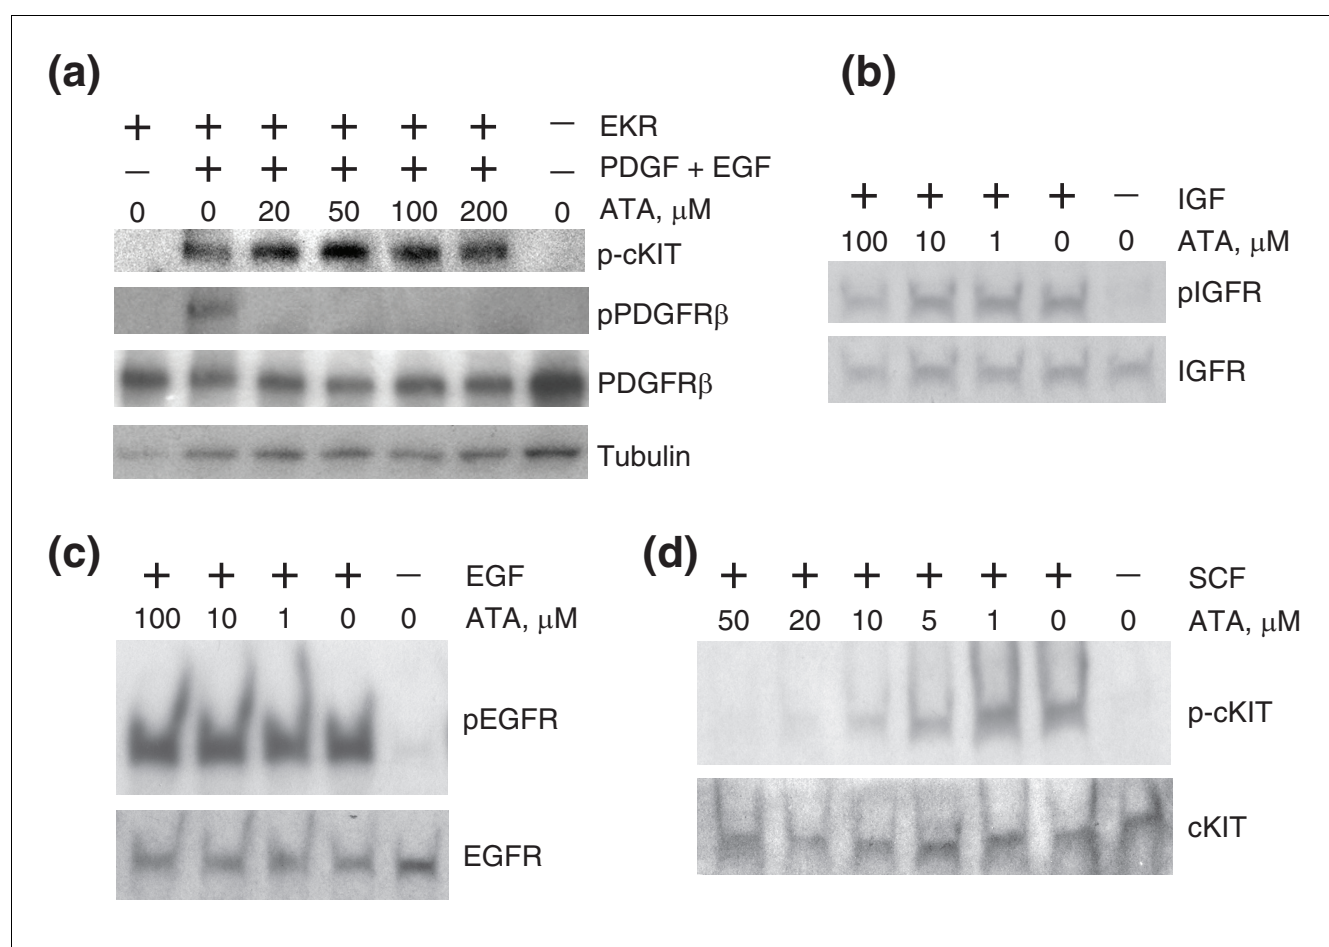 (a)
+ + + + + + – EKR
– + + + + + – PDGF + EGF
0 0 20 50 100 200 0 ATA, μM
p-cKIT
pPDGFRβ
PDGFRβ
Tubulin
(b)
+ + + + – IGF
100 10 1 0 0 ATA, μM
pIGFR
IGFR
(c)
+ + + + – EGF
100 10 1 0 0 ATA, μM
pEGFR
EGFR
(d)
+ + + + + + – SCF
50 20 10 5 1 0 0 ATA, μM
p-cKIT
cKIT